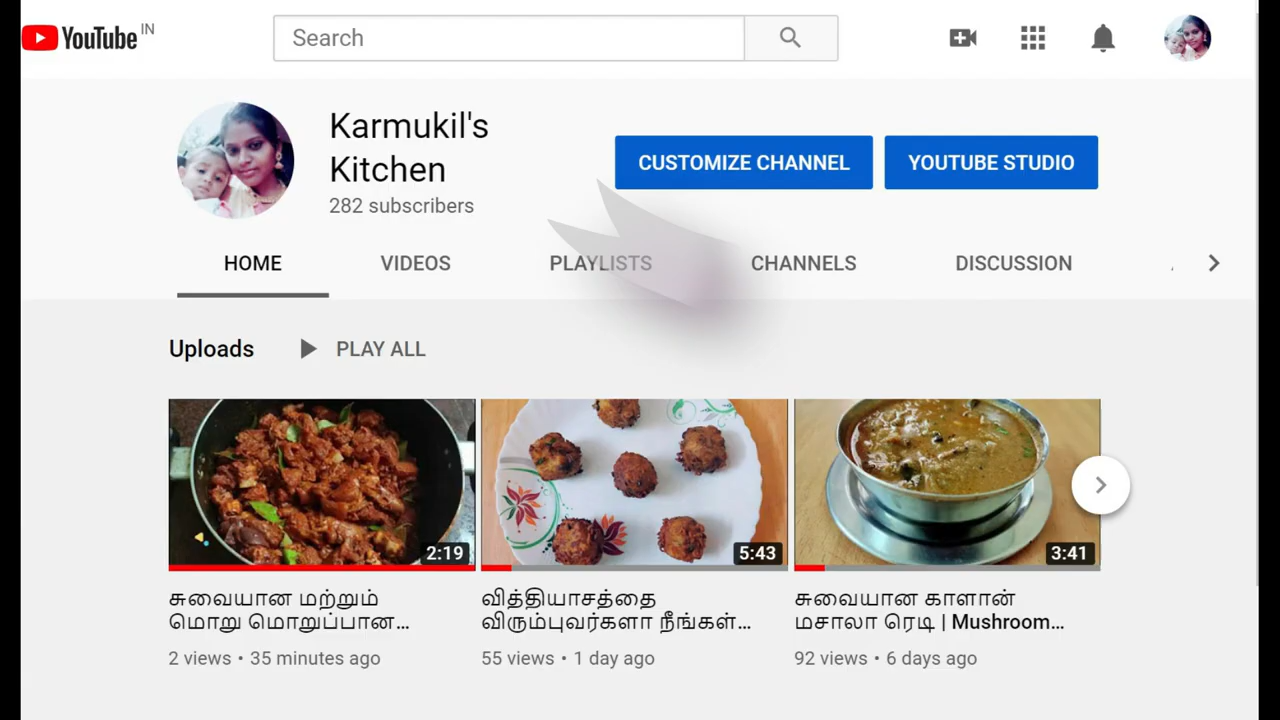 YouTube IN
Search
Karmukil's
Kitchen
282 subscribers
CUSTOMIZE CHANNEL
YOUTUBE STUDIO
HOME
VIDEOS
PLAYLISTS
CHANNELS
DISCUSSION
Uploads
PLAY ALL
2:19
5:43
3:41
சுவையான மற்றும்
மொறு மொறுப்பான...
2 views • 35 minutes ago
வித்தியாசத்தை
விரும்புவர்களா நீங்கள்...
55 views • 1 day ago
சுவையான காளான்
மசாலா ரெடி | Mushroom...
92 views • 6 days ago